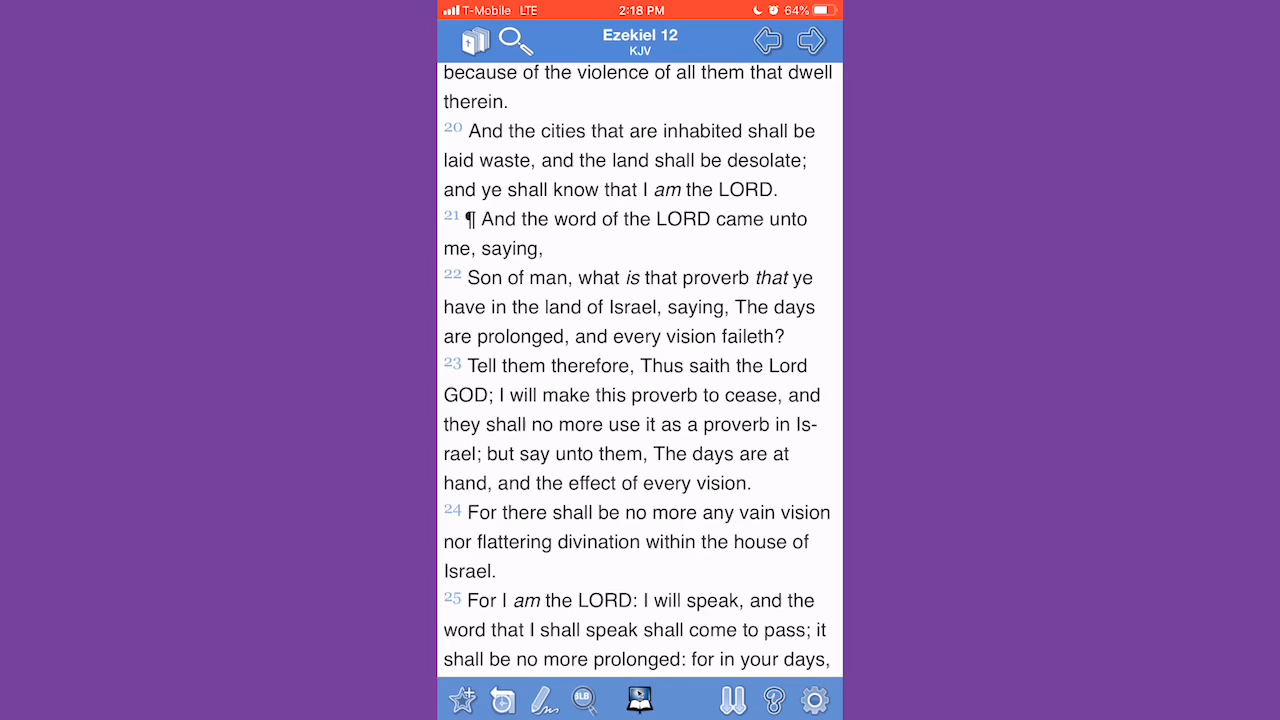 T-Mobile LTE 2:18 PM 64%
Ezekiel 12
KJV
because of the violence of all them that dwell
therein.
20 And the cities that are inhabited shall be
laid waste, and the land shall be desolate;
and ye shall know that I am the LORD.
21 ¶ And the word of the LORD came unto
me, saying,
22 Son of man, what is that proverb that ye
have in the land of Israel, saying, The days
are prolonged, and every vision faileth?
23 Tell them therefore, Thus saith the Lord
GOD; I will make this proverb to cease, and
they shall no more use it as a proverb in Is-
rael; but say unto them, The days are at
hand, and the effect of every vision.
24 For there shall be no more any vain vision
nor flattering divination within the house of
Israel.
25 For I am the LORD: I will speak, and the
word that I shall speak shall come to pass; it
shall be no more prolonged: for in your days,
BLB